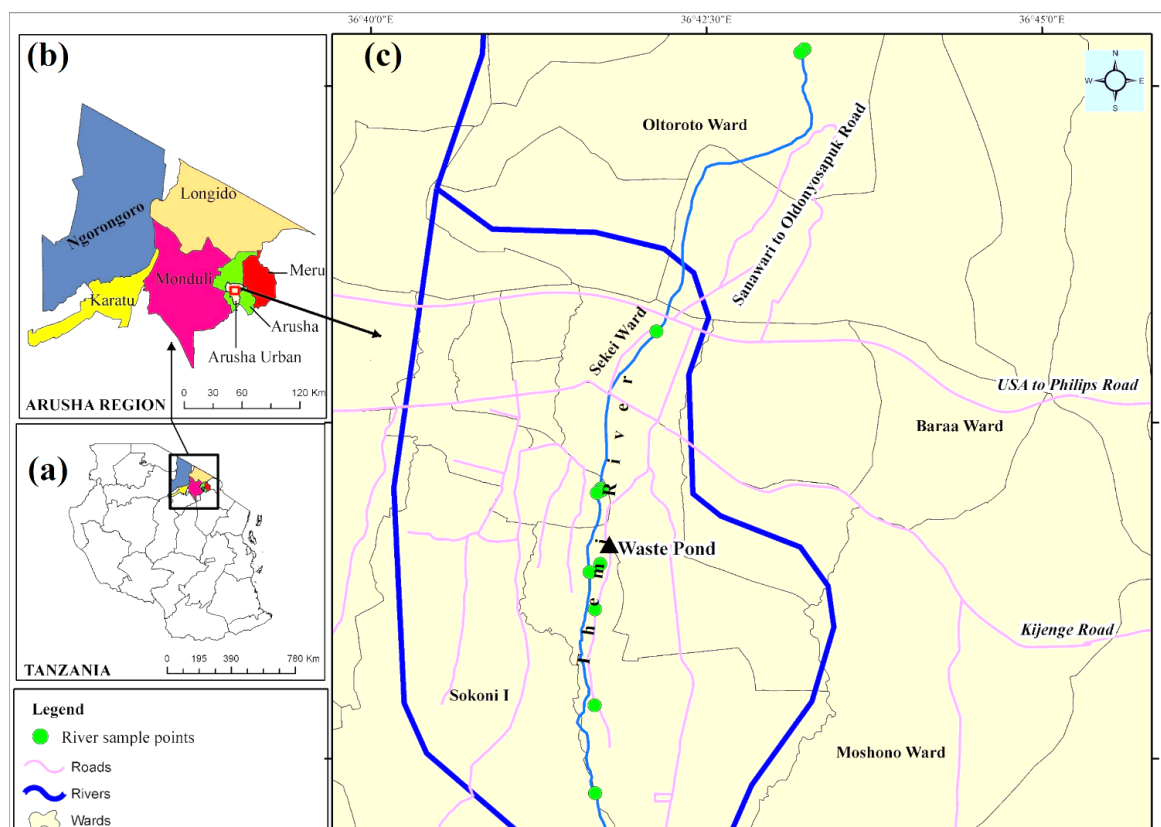 36°40'0"E
36°42'30"E
36°45'0"E
(b)
Longido
Ngorongoro
Monduli
Meru
Karatu
Arusha
Arusha Urban
0 30 60 120 Km
ARUSHA REGION
(a)
TANZANIA
0 195 390 780 Km
Legend
River sample points
Roads
Rivers
Wards
(c)
N
W E
S
Oltoroto Ward
Sanawari to Oldonyosapuk Road
Sekei Ward
USA to Philips Road
Baraa Ward
Themi River
Waste Pond
Kijenge Road
Sokoni I
Moshono Ward